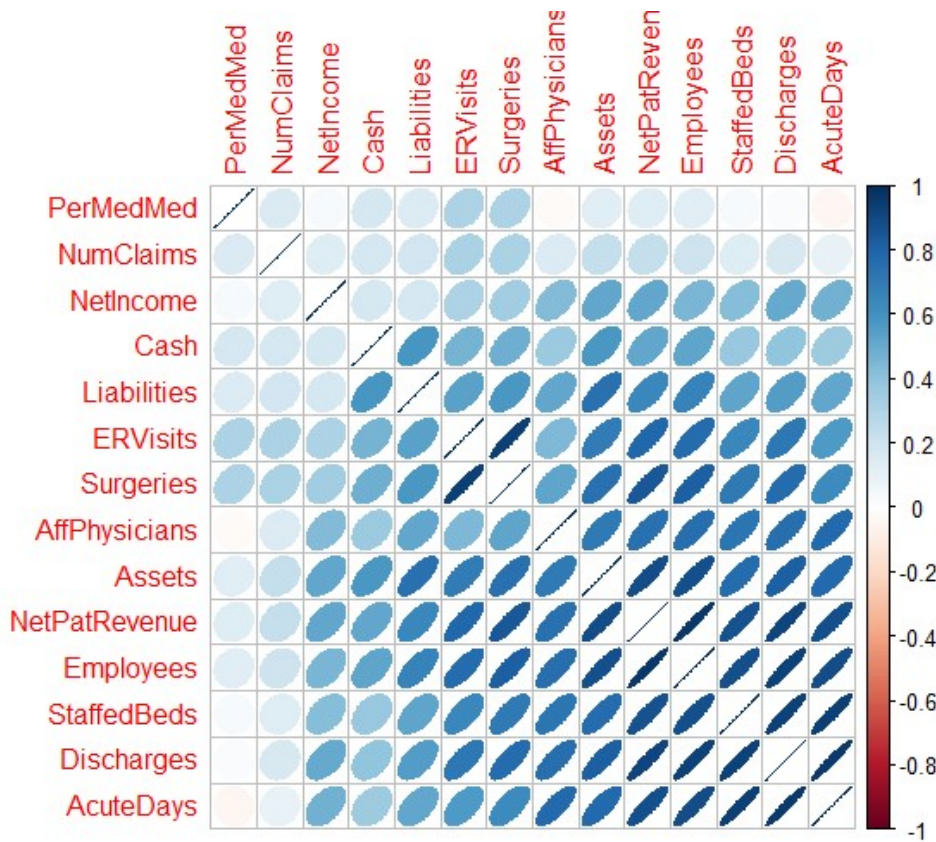 PerMedMed
NumClaims
NetIncome
Cash
Liabilities
ERVisits
Surgeries
AffPhysicians
Assets
NetPatReven
Employees
StaffedBeds
Discharges
AcuteDays
PerMedMed
NumClaims
NetIncome
Cash
Liabilities
ERVisits
Surgeries
AffPhysicians
Assets
NetPatRevenue
Employees
StaffedBeds
Discharges
AcuteDays
1
0.8
0.6
0.4
0.2
0
-0.2
-0.4
-0.6
-0.8
-1